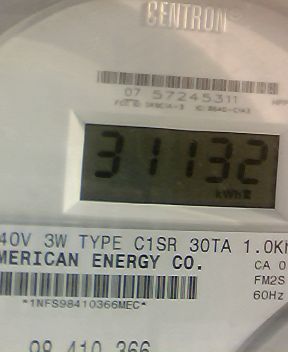 CENTRON®
07 57245311
31132
kWh
40V 3W TYPE C1SR 30TA 1.0Kh
MERICAN ENERGY CO.
CA 0
FM2S
60Hz
*1NFS98410366MEC*
98 410 366